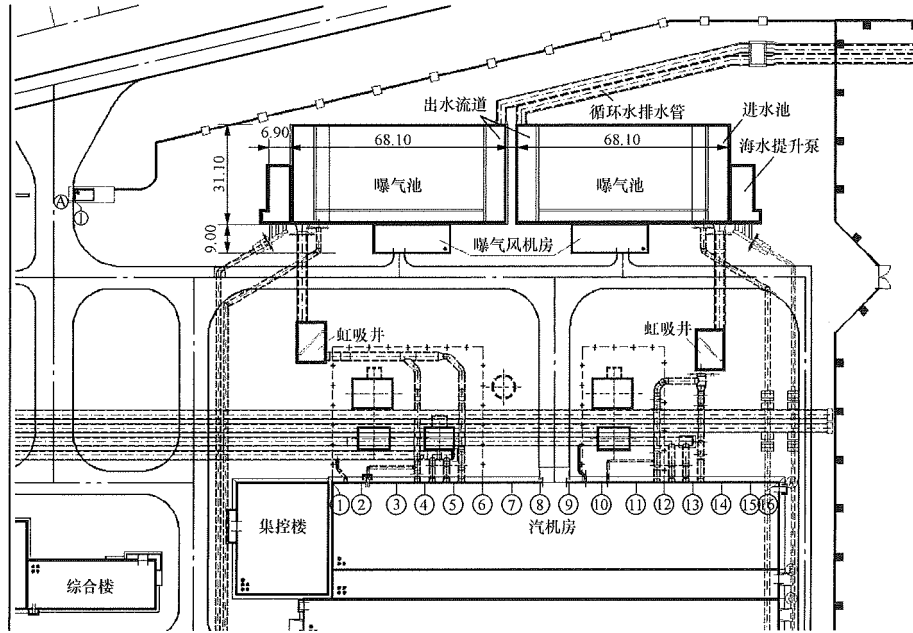 出水流道
循环水排水管
进水池
海水提升泵
6.90
68.10
68.10
31.10
曝气池
曝气池
A
1
9.00
曝气风机房
虹吸井
虹吸井
1 2 3 4 5 6 7 8 9 10 11 12 13 14 15 16
集控楼
汽机房
综合楼